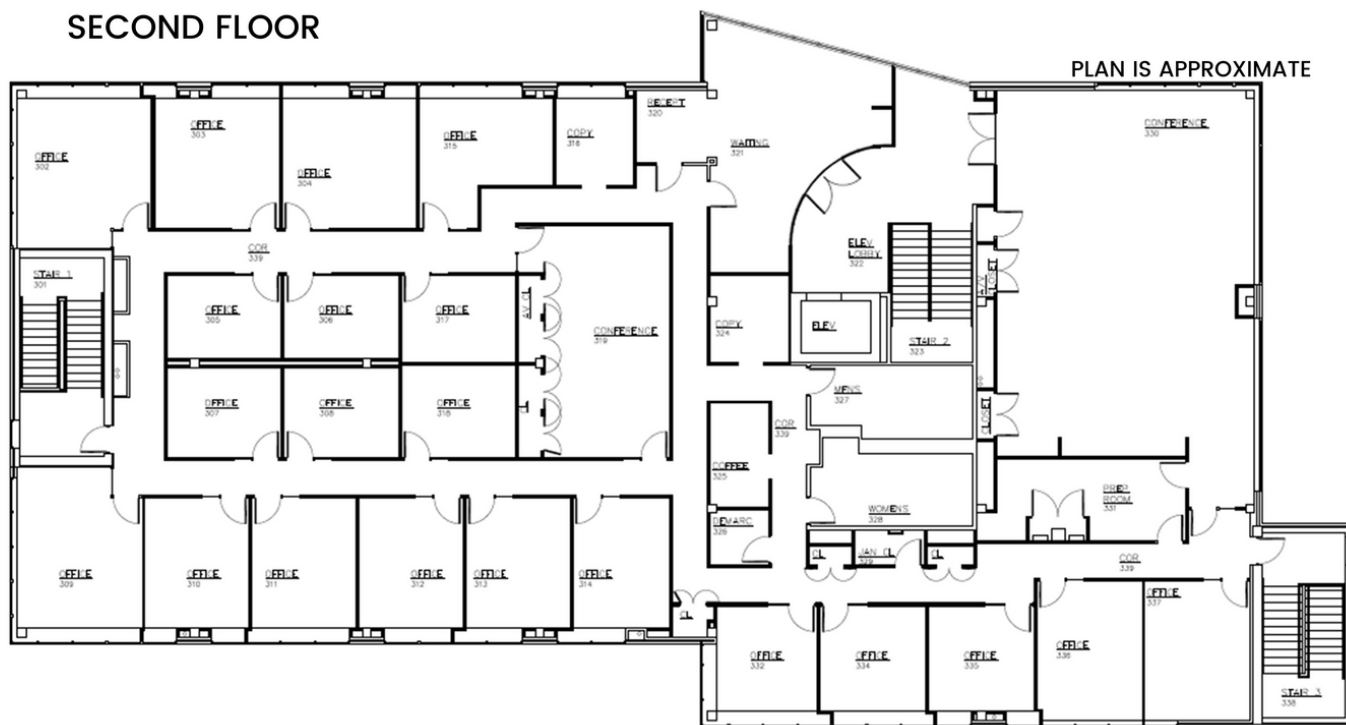 SECOND FLOOR
PLAN IS APPROXIMATE
OFFICE
302
OFFICE
303
OFFICE
304
OFFICE
315
COPY
316
RECEPT
320
WAITING
321
CONFERENCE
330
COR
339
ELEV
LOBBY
322
STAIR 1
301
A/V
CLOSET
OFFICE
305
OFFICE
306
OFFICE
317
AV CL
CONFERENCE
319
COPY
324
ELEV
STAIR 2
323
OFFICE
307
OFFICE
308
OFFICE
318
CL
MENS
327
CLOSET
COR
339
COFFEE
325
WOMENS
328
PREP
ROOM
331
DEMARC
326
CL
JAN CL
329
CL
COR
339
OFFICE
309
OFFICE
310
OFFICE
311
OFFICE
312
OFFICE
313
OFFICE
314
CL
OFFICE
332
OFFICE
334
OFFICE
335
OFFICE
336
OFFICE
337
STAIR 3
338